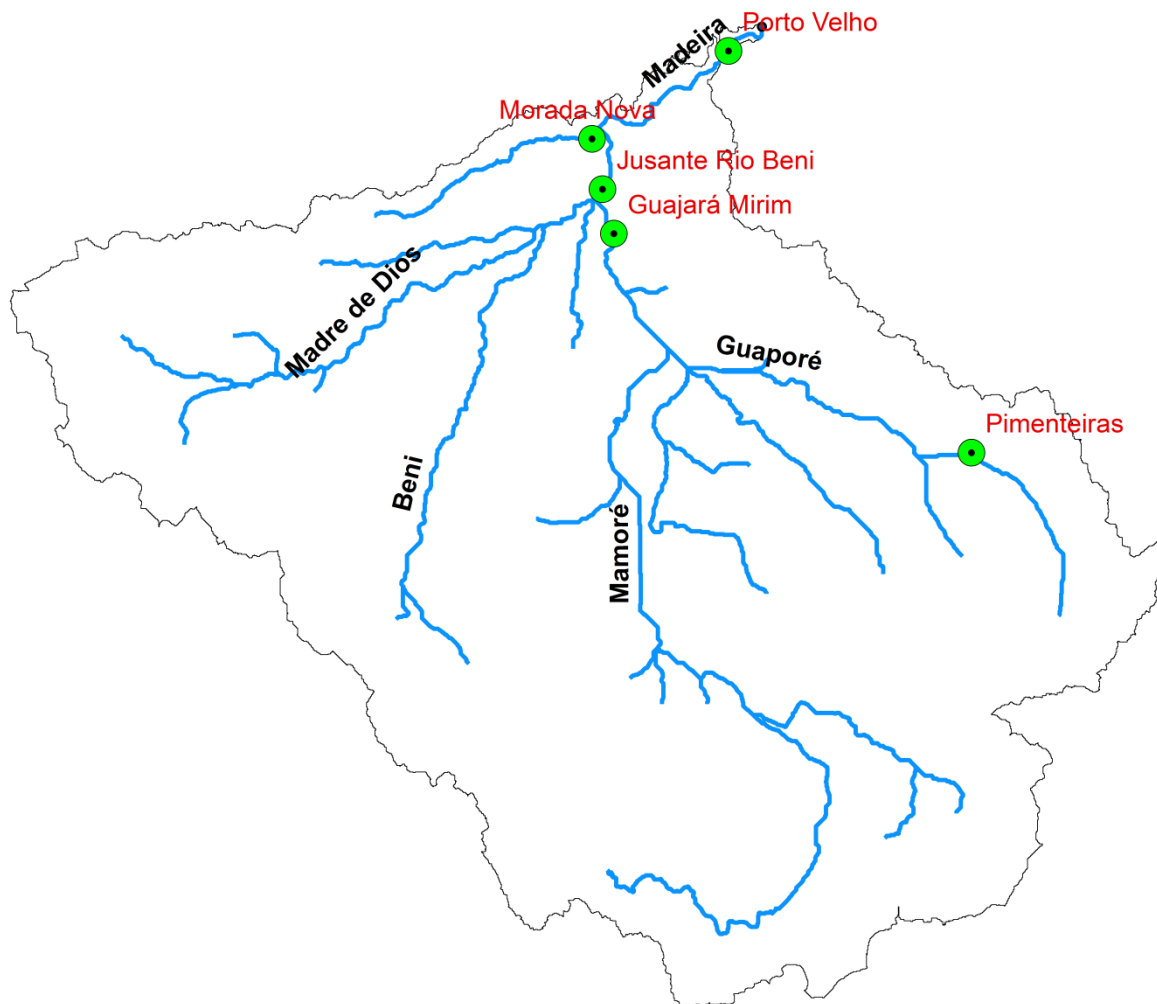 Porto Velho
Madeira
Morada Nova
Jusante Rio Beni
Guajará Mirim
Madre de Dios
Guaporé
Pimenteiras
Beni
Mamoré